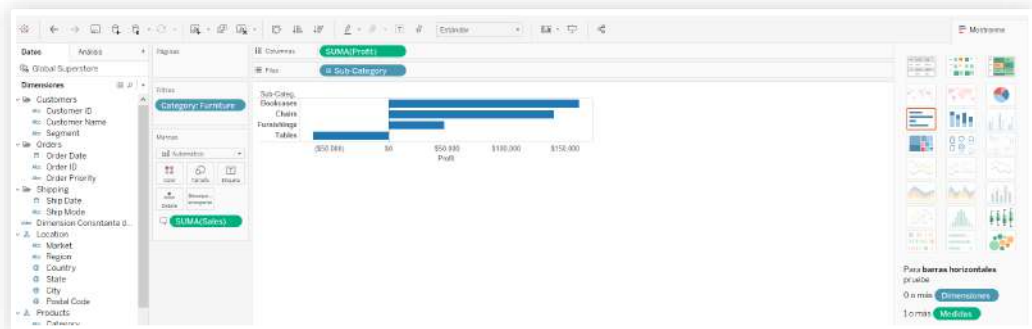 Estándar
Mostrarme
Datos
Análisis
Páginas
Columnas
SUMA(Profit)
Global Superstore
Filas
Sub-Category
Dimensiones
Customers
Customer ID
Customer Name
Segment
Orders
Order Date
Order ID
Order Priority
Shipping
Ship Date
Ship Mode
Dimension Constante d..
Location
Market
Region
Country
State
City
Postal Code
Products
Category
Filtros
Category: Furniture
Marcas
Automático
Color
Tamaño
Etiqueta
Detalle
SUMA(Sales)
Sub-Categ..
Bookcases
Chairs
Furnishings
Tables
($50,000)
$0
$50,000
$100,000
$150,000
Profit
Para barras horizontales
pruebe
0 o más Dimensiones
1 o más Medidas